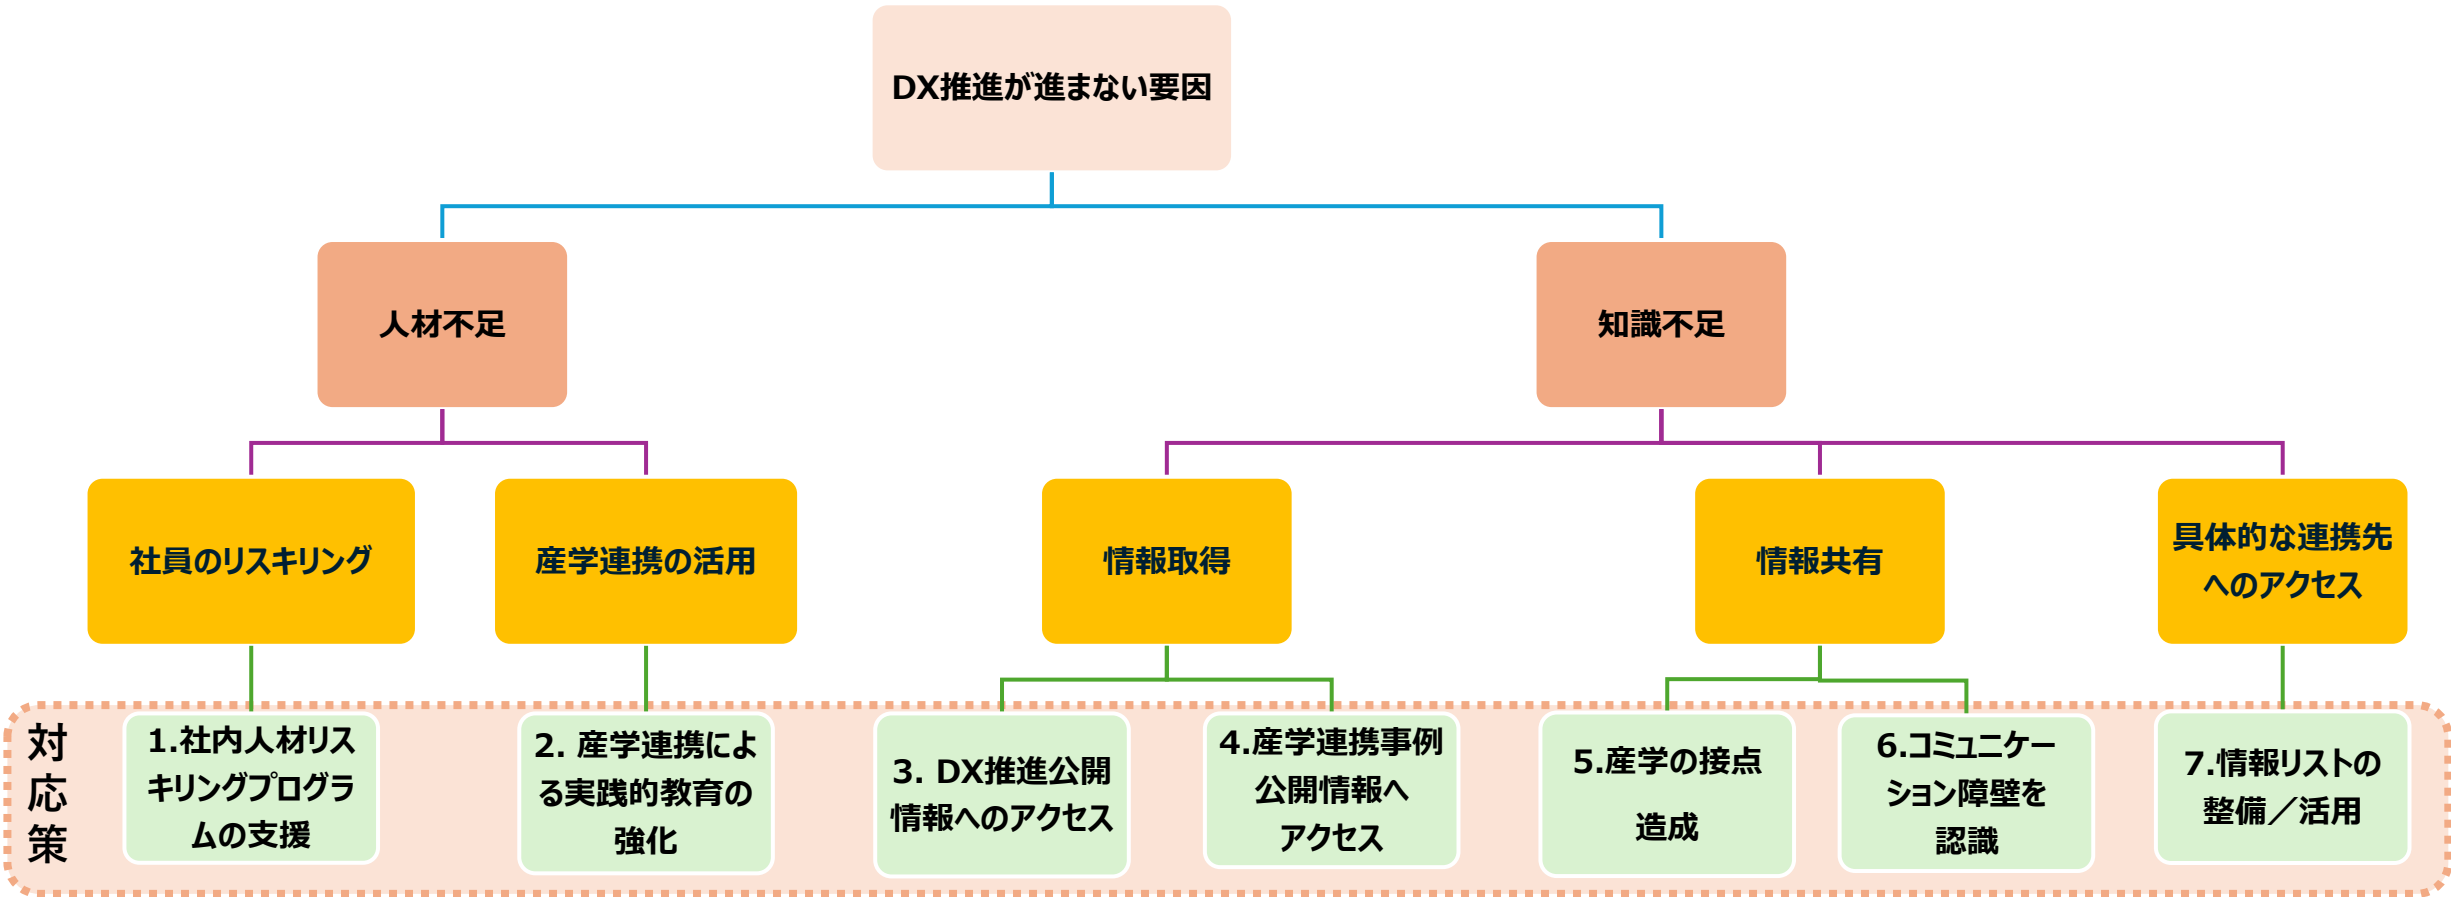 DX推進が進まない要因
人材不足
知識不足
社員のリスキリング
産学連携の活用
情報取得
情報共有
具体的な連携先
へのアクセス
対
応
策
1.社内人材リス
キリングプログラ
ムの支援
2. 産学連携によ
る実践的教育の
強化
3. DX推進公開
情報へのアクセス
4.産学連携事例
公開情報へ
アクセス
5.産学の接点
造成
6.コミュニケー
ション障壁を
認識
7.情報リストの
整備／活用